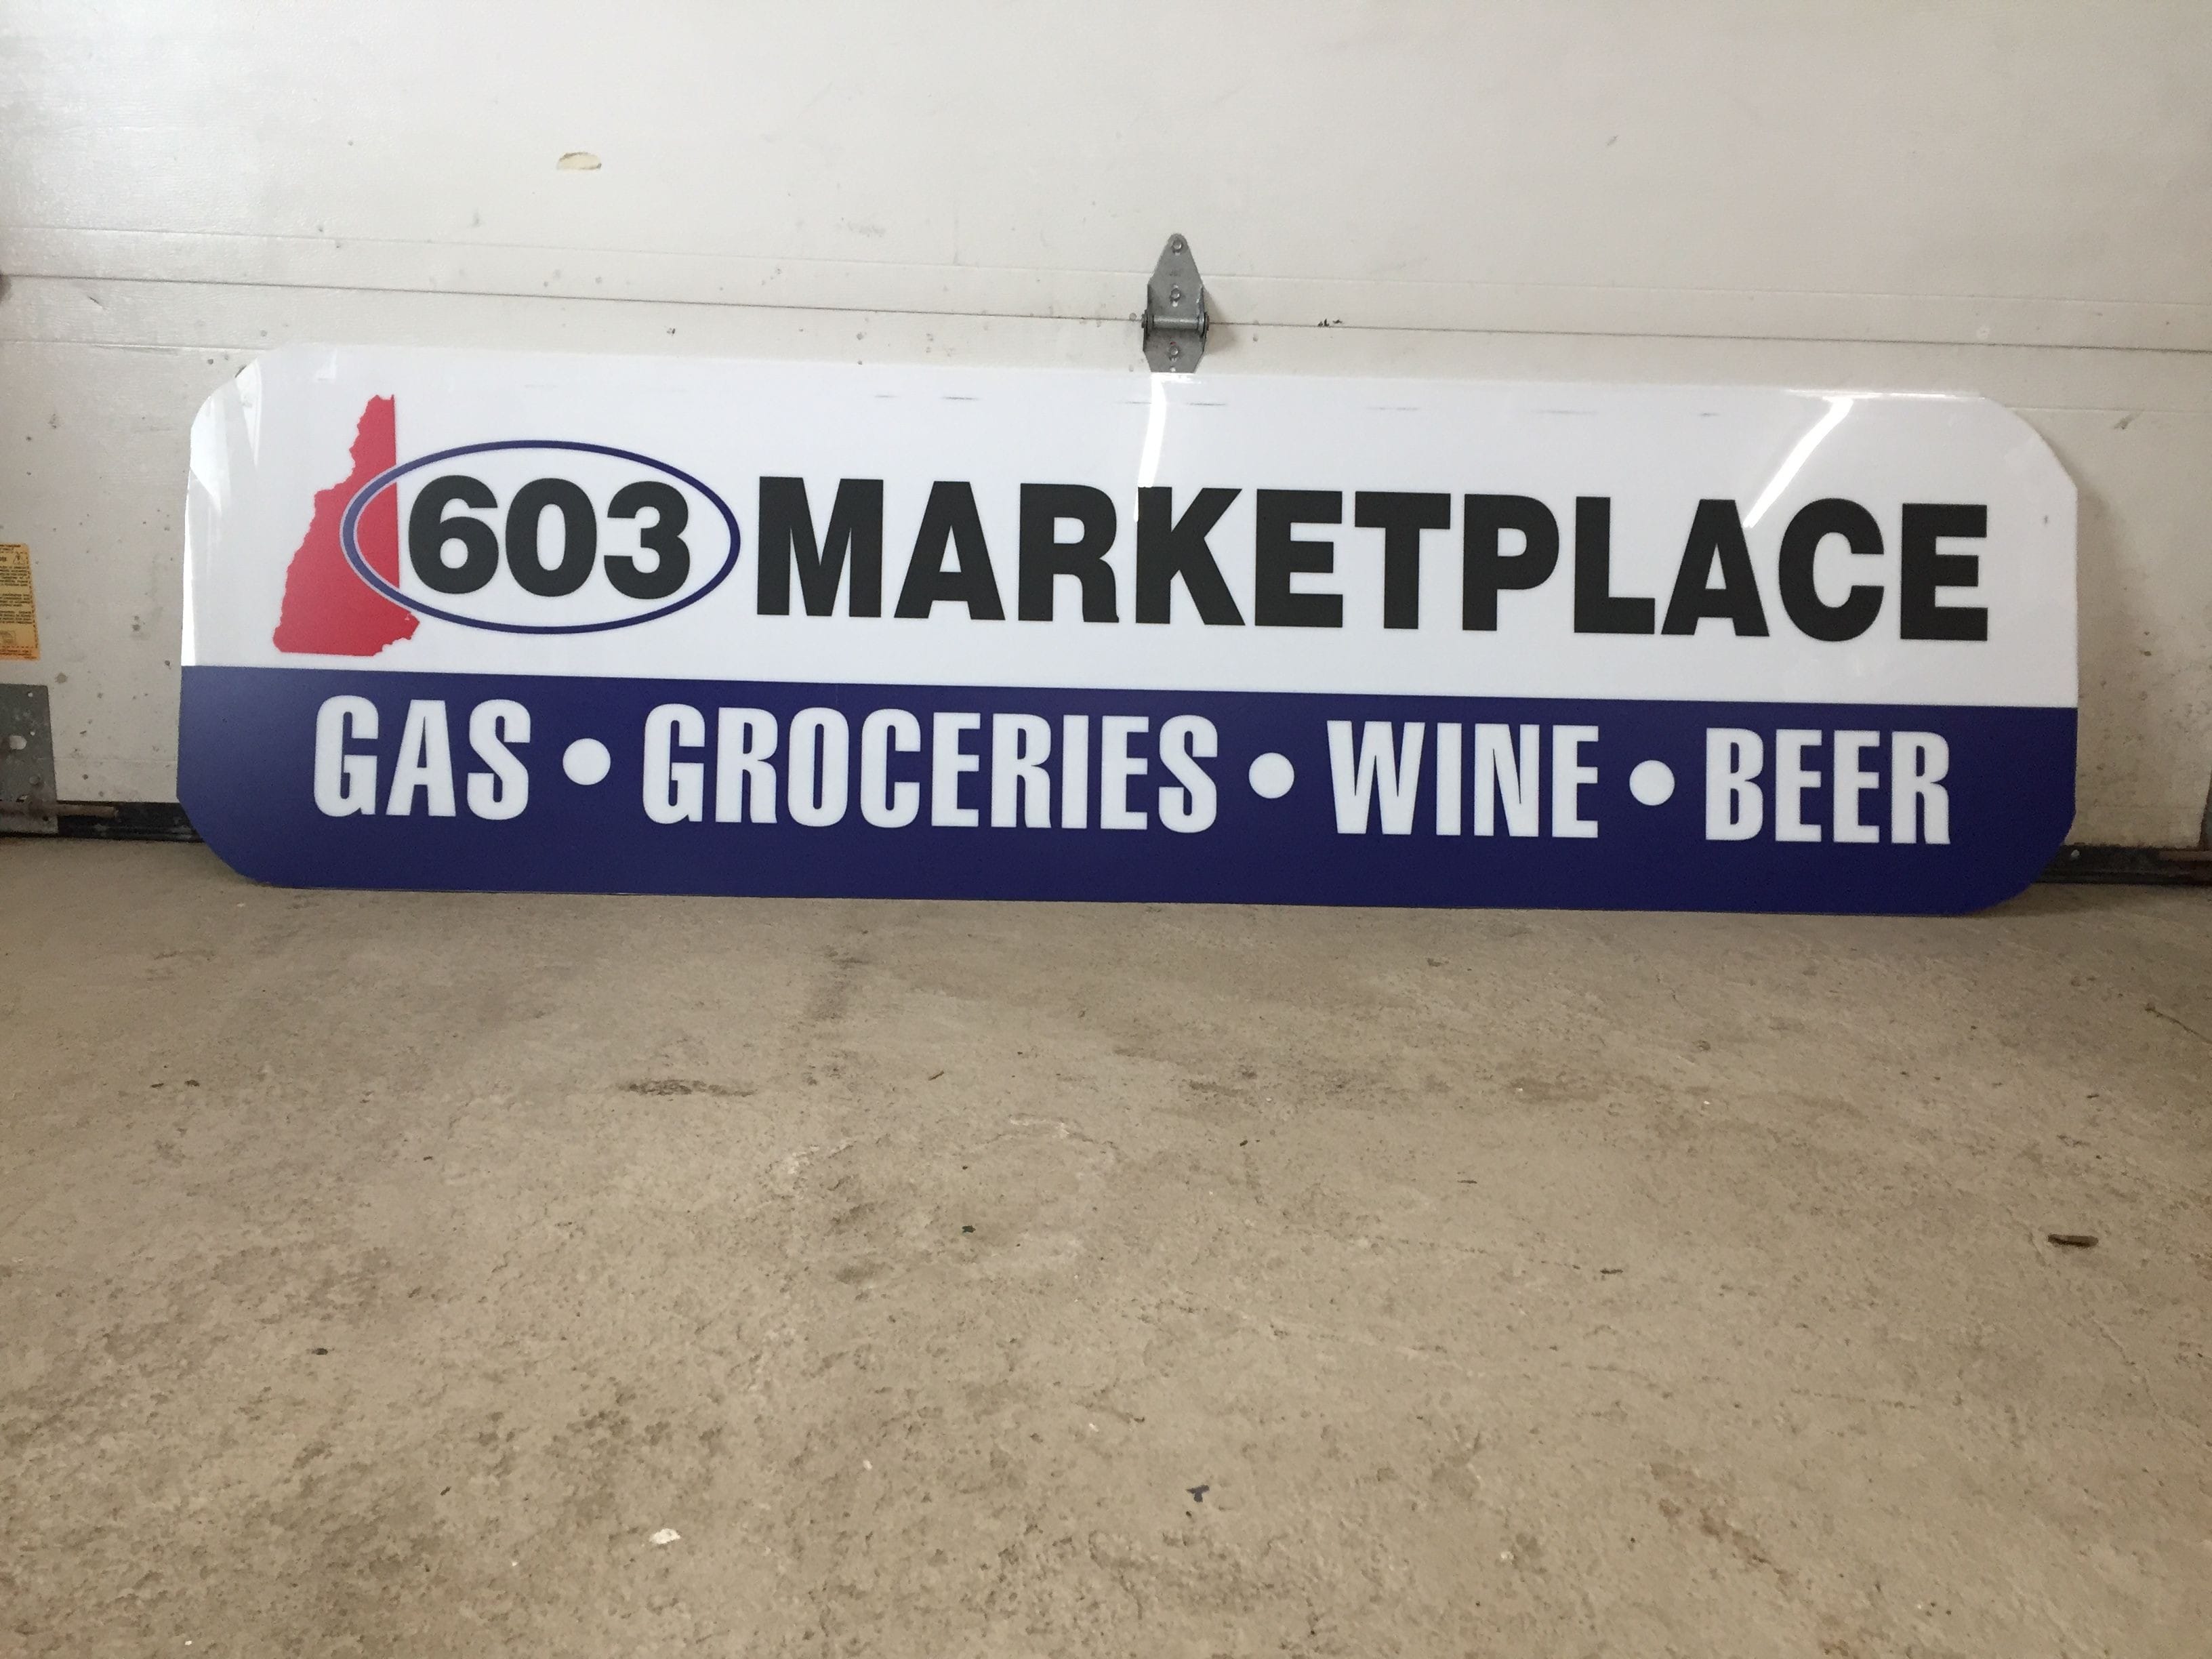 603 MARKETPLACE
GAS • GROCERIES • WINE • BEER